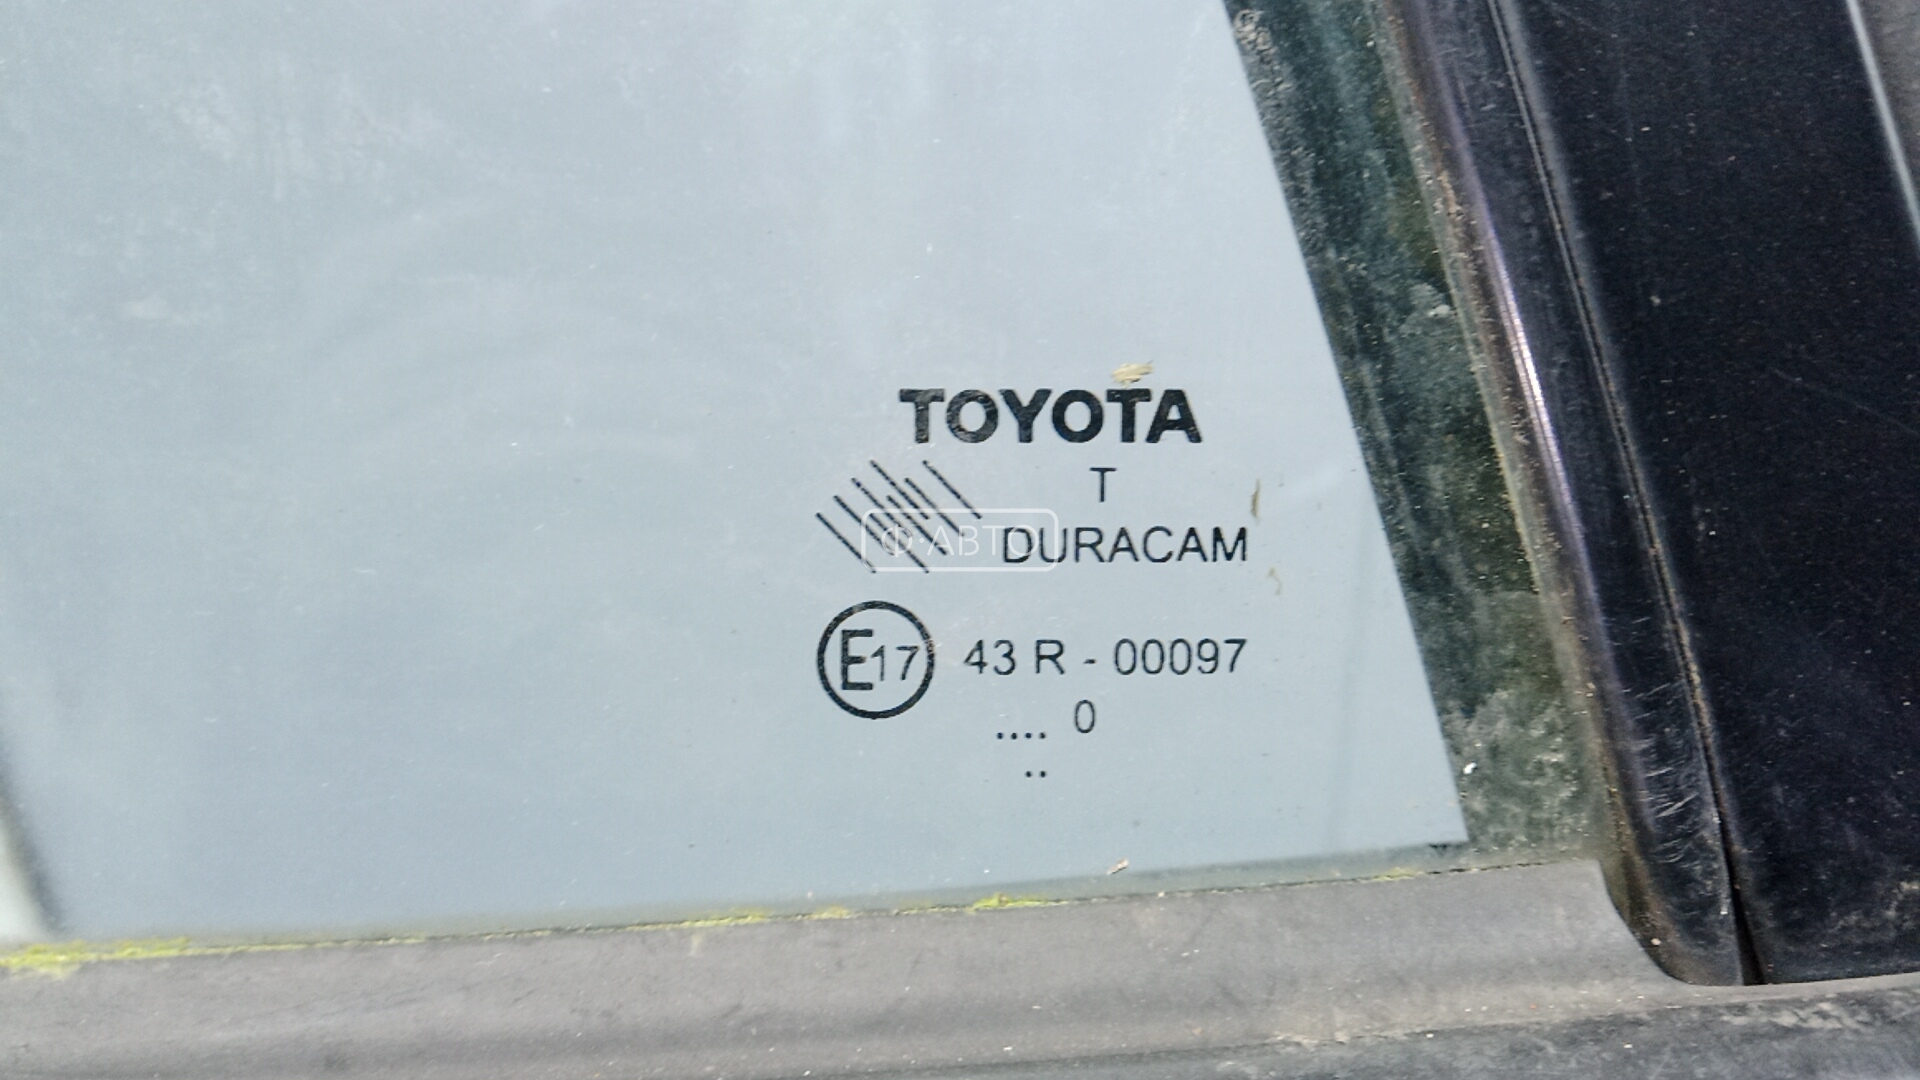 TOYOTA
T
DURACAM
Ф·АВТО
E17 43 R - 00097
.... 0
..